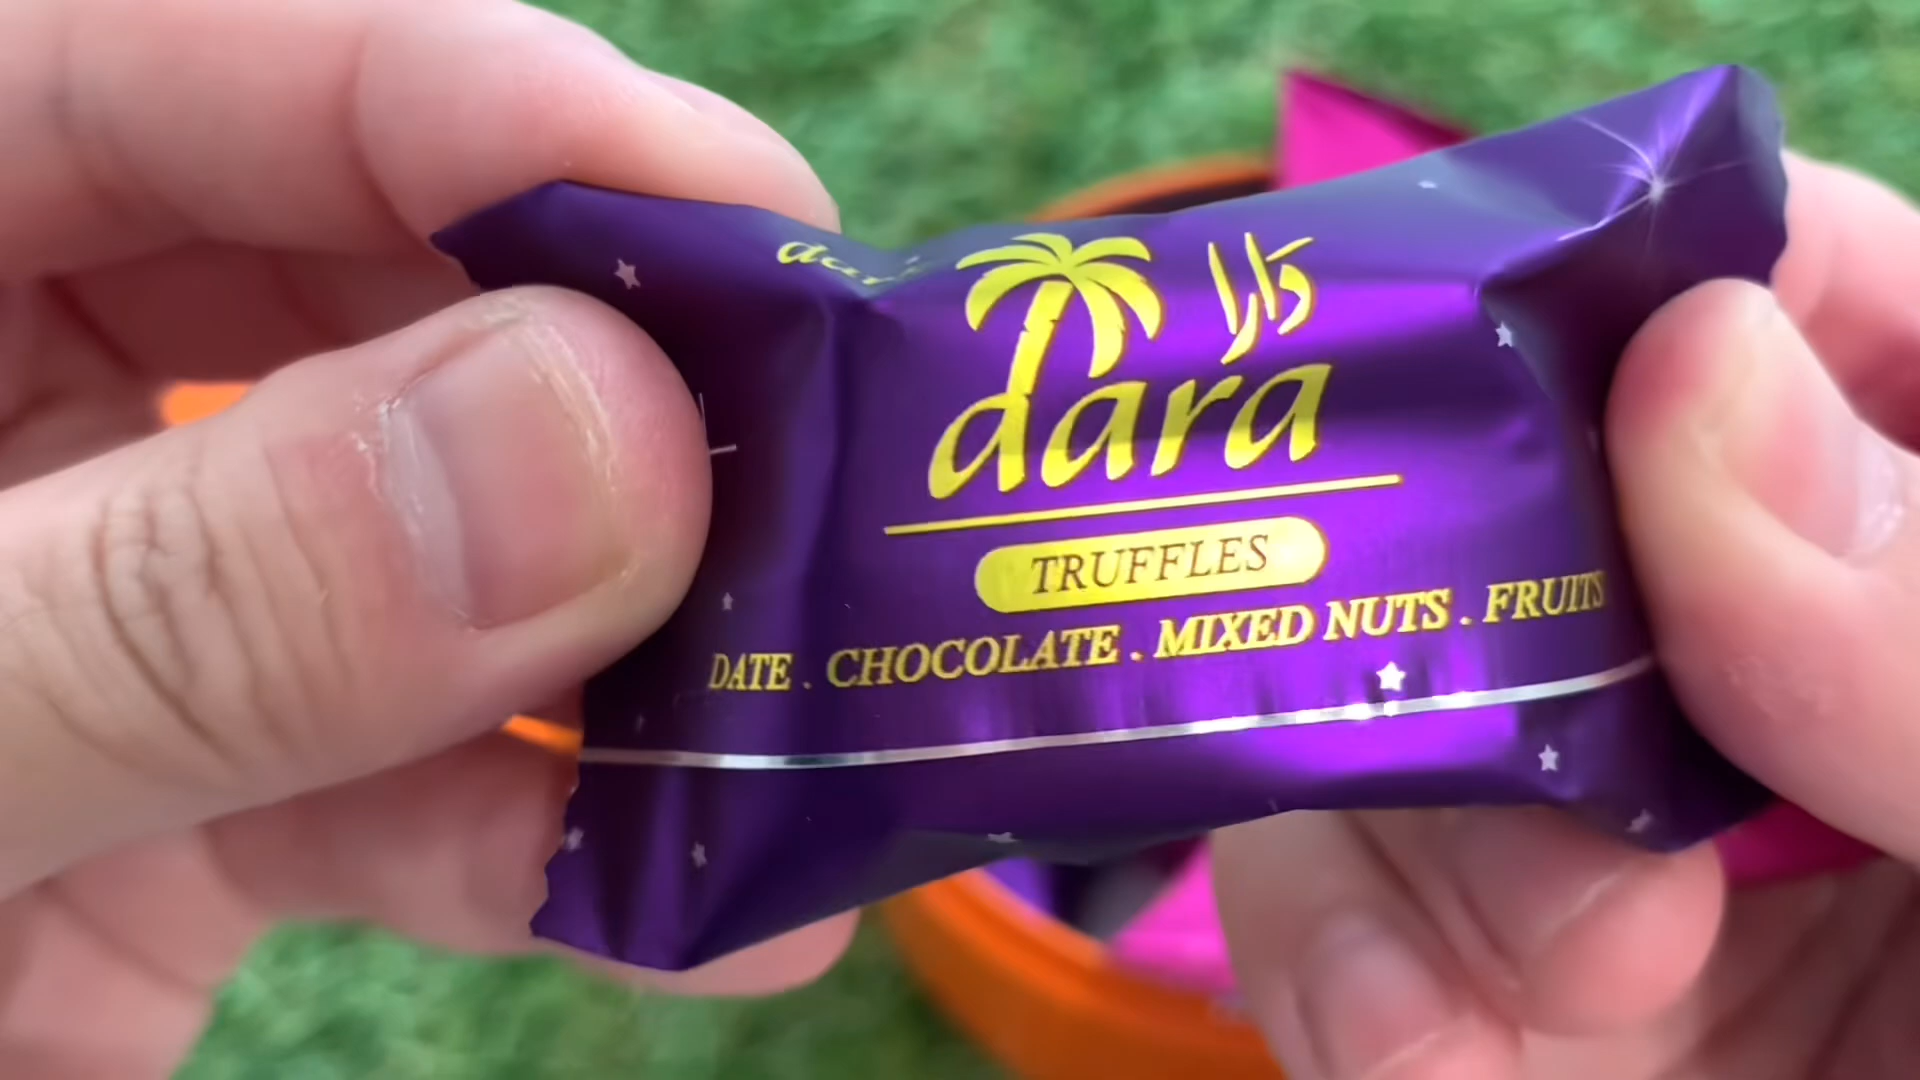 دارا
dara
TRUFFLES
DATE . CHOCOLATE . MIXED NUTS . FRUITS